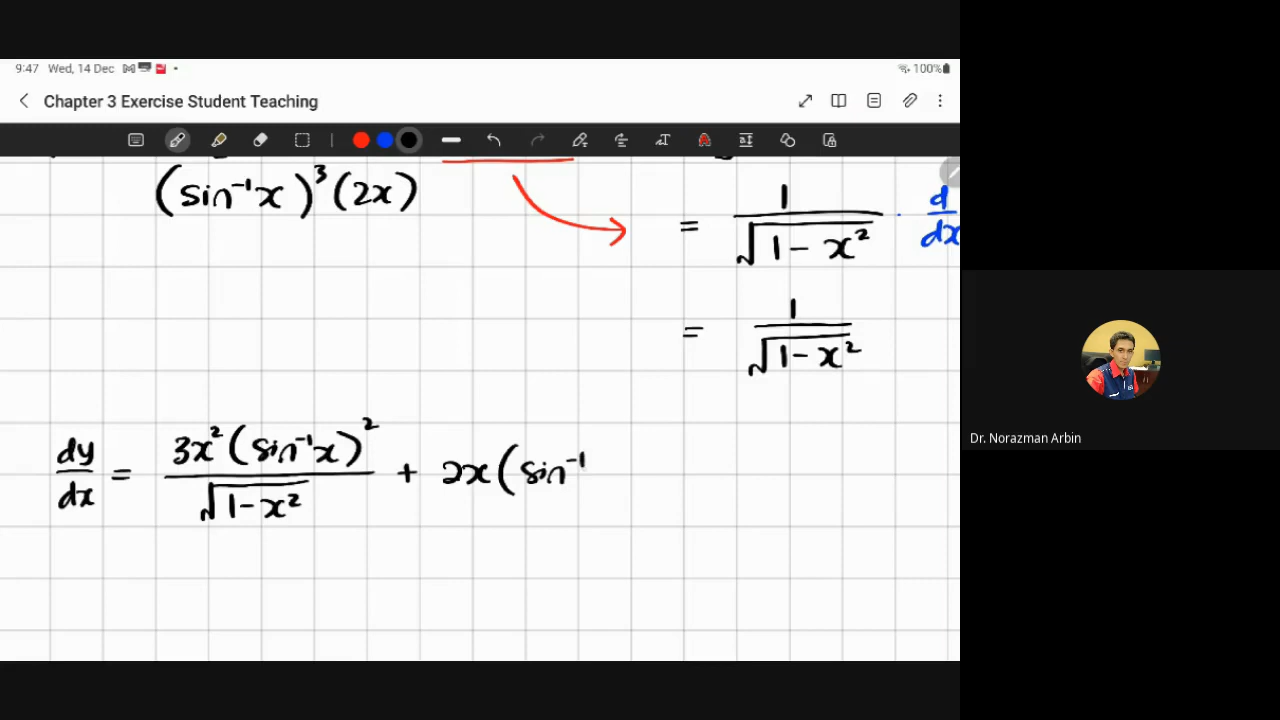 9:47 Wed, 14 Dec
100%
Chapter 3 Exercise Student Teaching
(sin⁻¹x)³(2x)
= 1/√(1-x²) · d/dx
= 1/√(1-x²)
dy/dx = 3x²(sin⁻¹x)²/√(1-x²) + 2x(sin⁻¹
Dr. Norazman Arbin